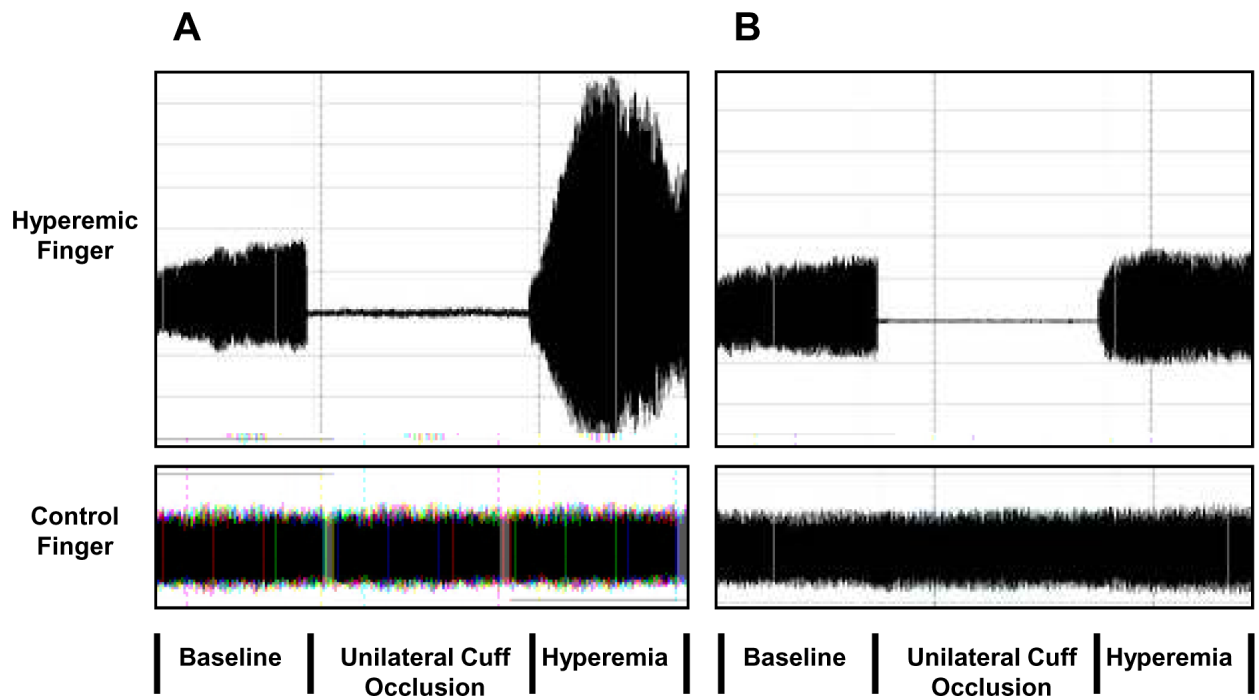 A
B
Hyperemic
Finger
Control
Finger
Baseline
Unilateral Cuff
Occlusion
Hyperemia
Baseline
Unilateral Cuff
Occlusion
Hyperemia